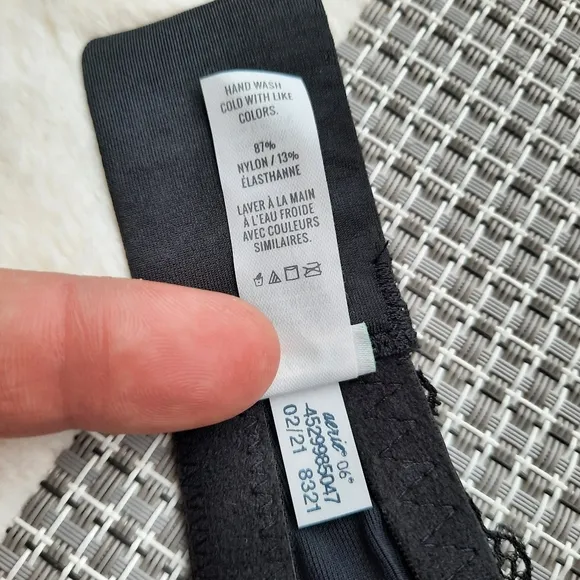 HAND WASH
COLD WITH LIKE
COLORS.
87%
NYLON / 13%
ÉLASTHANNE
LAVER À LA MAIN
À L'EAU FROIDE
AVEC COULEURS
SIMILAIRES.
aerie 06®
4529985047
02/21 8321